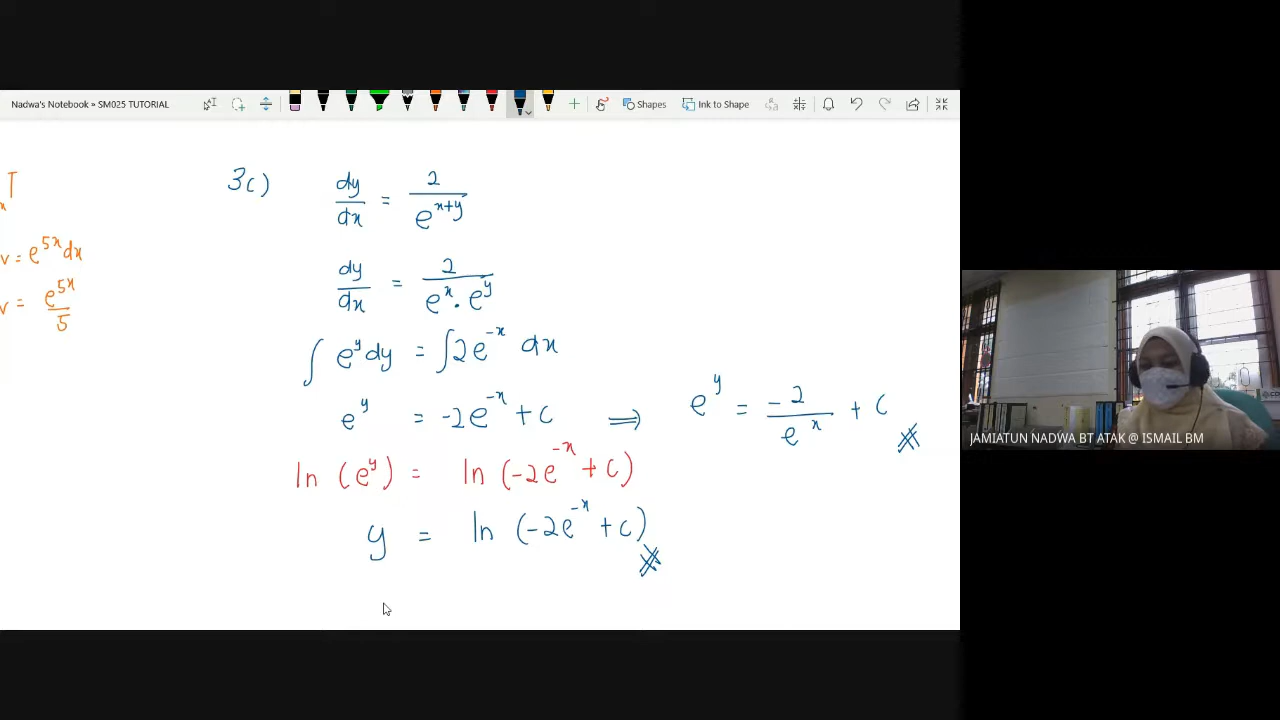 Nadwa's Notebook » SM025 TUTORIAL
Shapes
Ink to Shape
v = e^{5x} dx
v = e^{5x}/5
3c) dy/dx = 2/e^{x+y}
dy/dx = 2/(e^x · e^y)
∫ e^y dy = ∫ 2e^{-x} dx
e^y = -2e^{-x} + c ⟹ e^y = -2/e^x + c
ln (e^y) = ln (-2e^{-x} + c)
y = ln (-2e^{-x} + c)
JAMIATUN NADWA BT ATAK @ ISMAIL BM